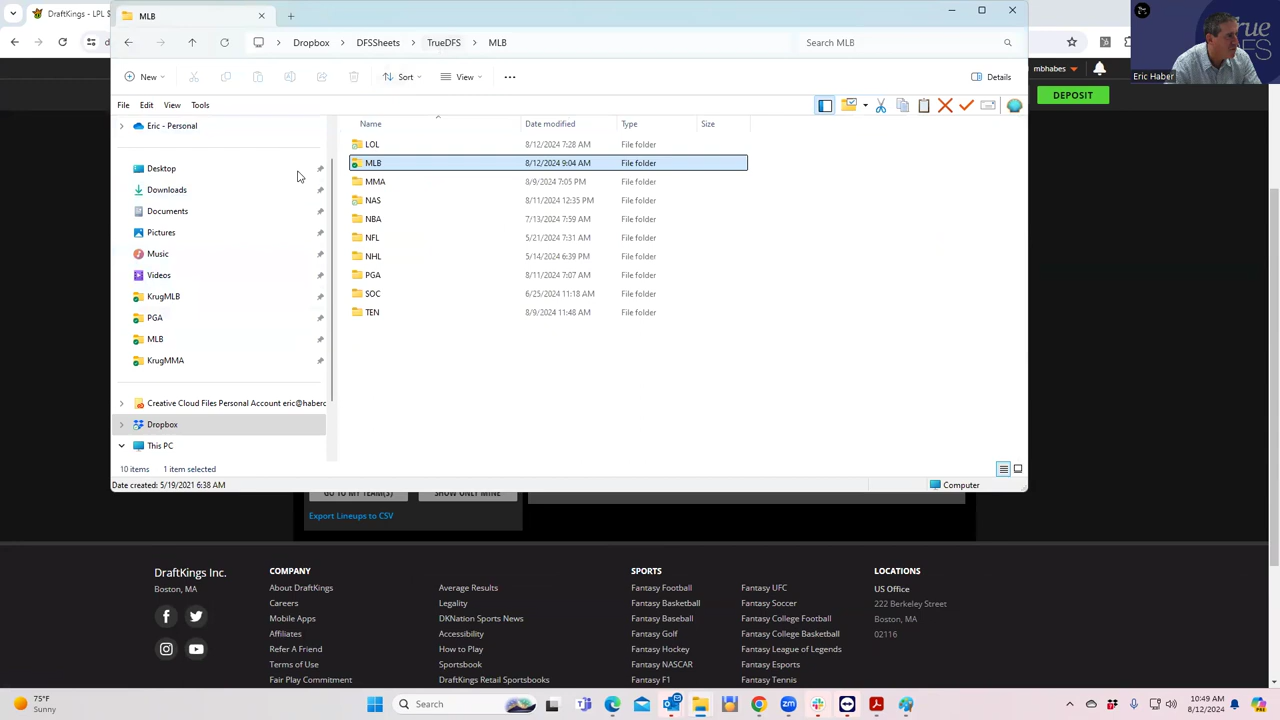 DraftKings - LPL
MLB
Dropbox > DFSSheets > TrueDFS > MLB
Search MLB
New
Sort
View
Details
File Edit View Tools
mbhabes
DEPOSIT
Eric Haber
Name Date modified Type Size
Eric - Personal
Desktop
Downloads
Documents
Pictures
Music
Videos
KrugMLB
PGA
MLB
KrugMMA
Creative Cloud Files Personal Account eric@haberc
Dropbox
This PC
LOL 8/12/2024 7:28 AM File folder
MLB 8/12/2024 9:04 AM File folder
MMA 8/9/2024 7:05 PM File folder
NAS 8/11/2024 12:35 PM File folder
NBA 7/13/2024 7:59 AM File folder
NFL 5/21/2024 7:31 AM File folder
NHL 5/14/2024 6:39 PM File folder
PGA 8/11/2024 7:07 AM File folder
SOC 6/25/2024 11:18 AM File folder
TEN 8/9/2024 11:48 AM File folder
10 items 1 item selected
Date created: 5/19/2021 6:38 AM
Computer
GO TO MY TEAM(S) SHOW ONLY MINE
Export Lineups to CSV
DraftKings Inc.
Boston, MA
COMPANY
About DraftKings
Careers
Mobile Apps
Affiliates
Refer A Friend
Terms of Use
Fair Play Commitment
Average Results
Legality
DKNation Sports News
Accessibility
How to Play
Sportsbook
DraftKings Retail Sportsbooks
SPORTS
Fantasy Football
Fantasy Basketball
Fantasy Baseball
Fantasy Golf
Fantasy Hockey
Fantasy NASCAR
Fantasy F1
Fantasy UFC
Fantasy Soccer
Fantasy College Football
Fantasy College Basketball
Fantasy League of Legends
Fantasy Esports
Fantasy Tennis
LOCATIONS
US Office
222 Berkeley Street
Boston, MA
02116
75°F
Sunny
Search
10:49 AM
8/12/2024